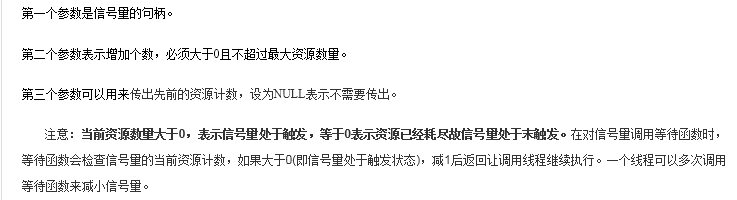 第一个参数是信号量的句柄。
第二个参数表示增加个数，必须大于0且不超过最大资源数量。
第三个参数可以用来传出先前的资源计数，设为NULL表示不需要传出。
注意：当前资源数量大于0，表示信号量处于触发，等于0表示资源已经耗尽故信号量处于末触发。在对信号量调用等待函数时，
等待函数会检查信号量的当前资源计数，如果大于0(即信号量处于触发状态)，减1后返回让调用线程继续执行。一个线程可以多次调用
等待函数来减小信号量。